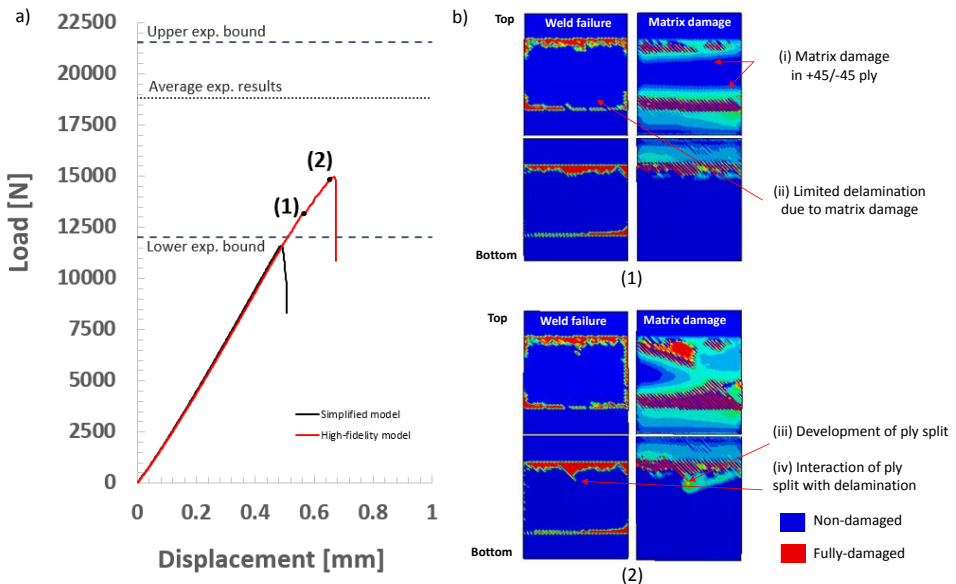 a)
22500
20000
17500
15000
12500
10000
7500
5000
2500
0
Load [N]
Upper exp. bound
Average exp. results
Lower exp. bound
(2)
(1)
Simplified model
High-fidelity model
0
0.2
0.4
0.6
0.8
1
Displacement [mm]
b)
Top
Weld failure
Matrix damage
(i) Matrix damage
in +45/-45 ply
(ii) Limited delamination
due to matrix damage
Bottom
(1)
Top
Weld failure
Matrix damage
(iii) Development of ply split
(iv) Interaction of ply
split with delamination
Non-damaged
Fully-damaged
Bottom
(2)